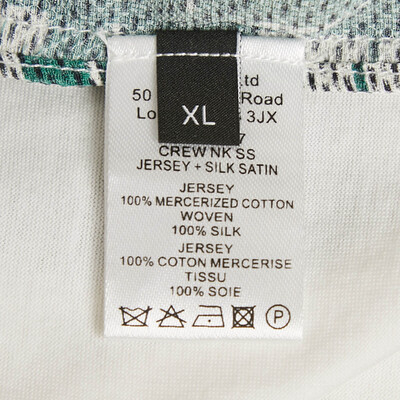 td
50 Road
XL
Lo 3JX
CREW NK SS
JERSEY + SILK SATIN
JERSEY
100% MERCERIZED COTTON
WOVEN
100% SILK
JERSEY
100% COTON MERCERISE
TISSU
100% SOIE
P